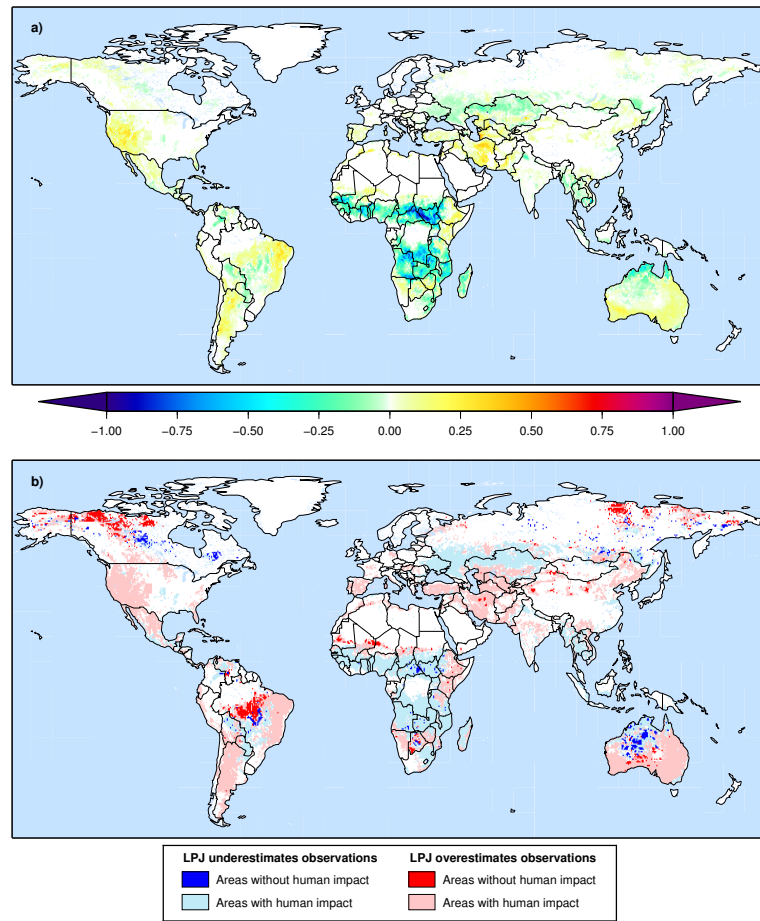 a)
−1.00 −0.75 −0.50 −0.25 0.00 0.25 0.50 0.75 1.00
b)
LPJ underestimates observations LPJ overestimates observations
Areas without human impact Areas without human impact
Areas with human impact Areas with human impact